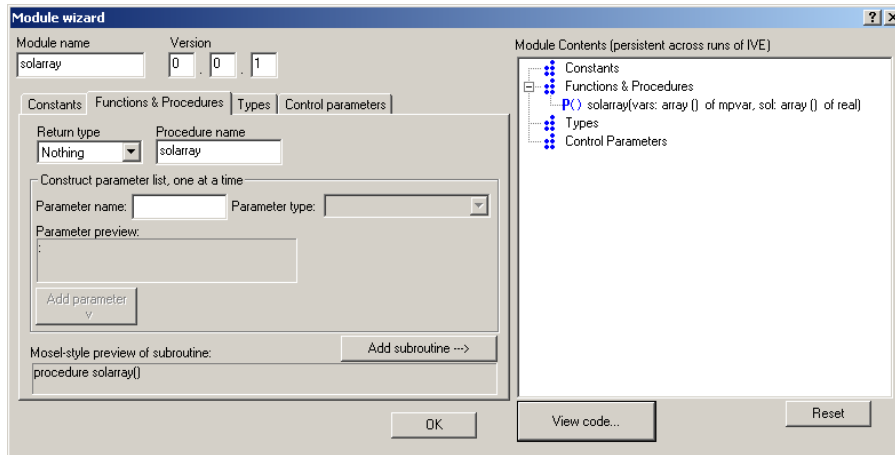 Module wizard
Module name
Version
solarray
0 . 0 . 1
Constants
Functions & Procedures
Types
Control parameters
Return type
Procedure name
Nothing
solarray
Construct parameter list, one at a time
Parameter name:
Parameter type:
Parameter preview:
:
Add parameter
v
Add subroutine --->
Mosel-style preview of subroutine:
procedure solarray()
OK
Module Contents (persistent across runs of IVE)
Constants
Functions & Procedures
P( ) solarray(vars: array () of mpvar, sol: array () of real)
Types
Control Parameters
View code...
Reset